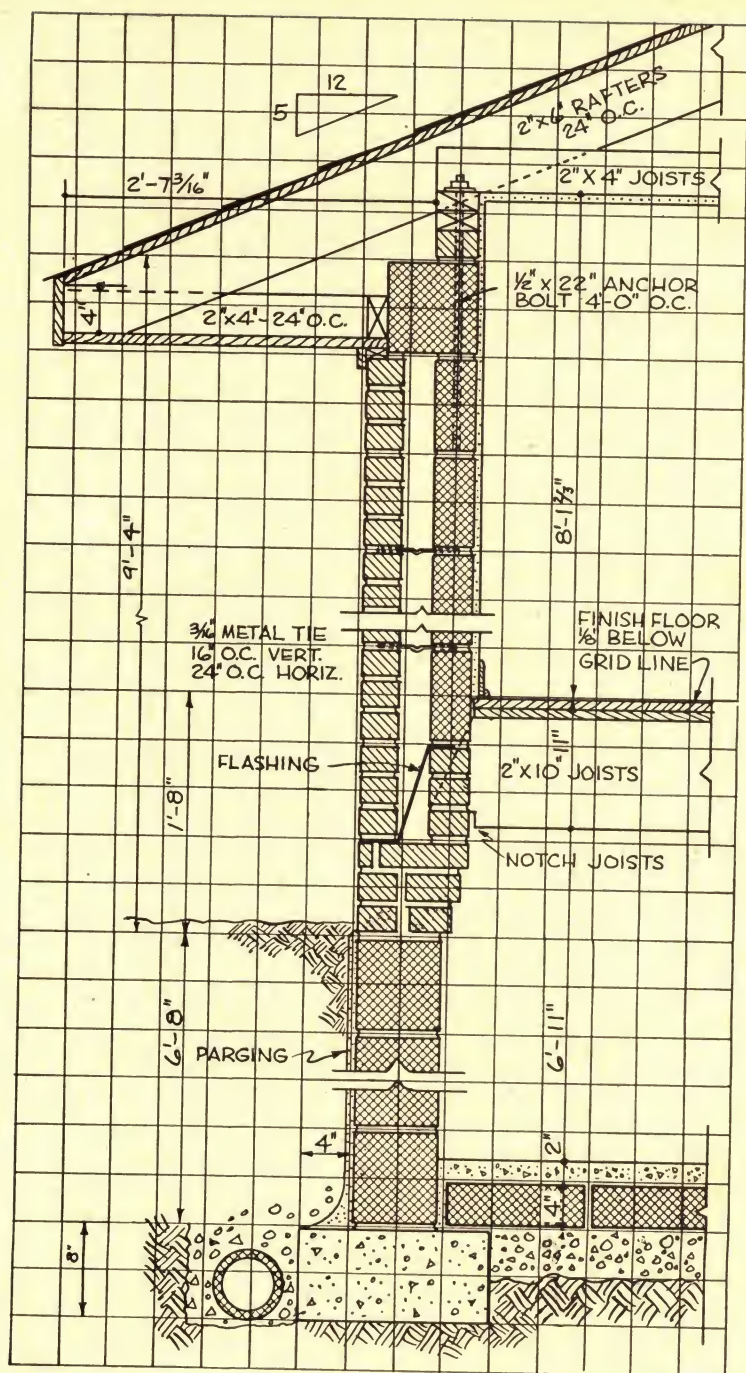 12
5
2"x6" RAFTERS
24" O.C.
2'-7 3/16"
2" X 4" JOISTS
1/2" x 22" ANCHOR
BOLT 4'-0" O.C.
4"
2"x4"-24" O.C.
9'-4"
8'-1 2/3"
3/16" METAL TIE
16" O.C. VERT.
24" O.C. HORIZ.
FINISH FLOOR
1/8" BELOW
GRID LINE
FLASHING
2"X10"=11" JOISTS
1'-8"
NOTCH JOISTS
6'-8"
PARGING
6'-11"
4"
2"
4"
8"